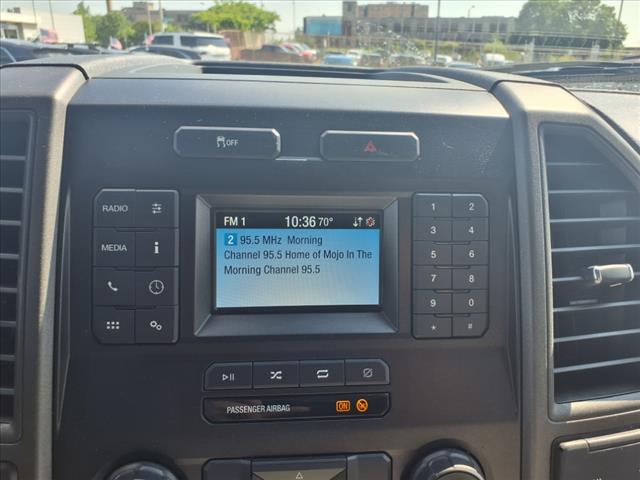 OFF
FM 1 10:36 70°
2 95.5 MHz Morning
Channel 95.5 Home of Mojo In The
Morning Channel 95.5
RADIO
MEDIA
i
1 2
3 4
5 6
7 8
9 0
* #
PASSENGER AIRBAG ON